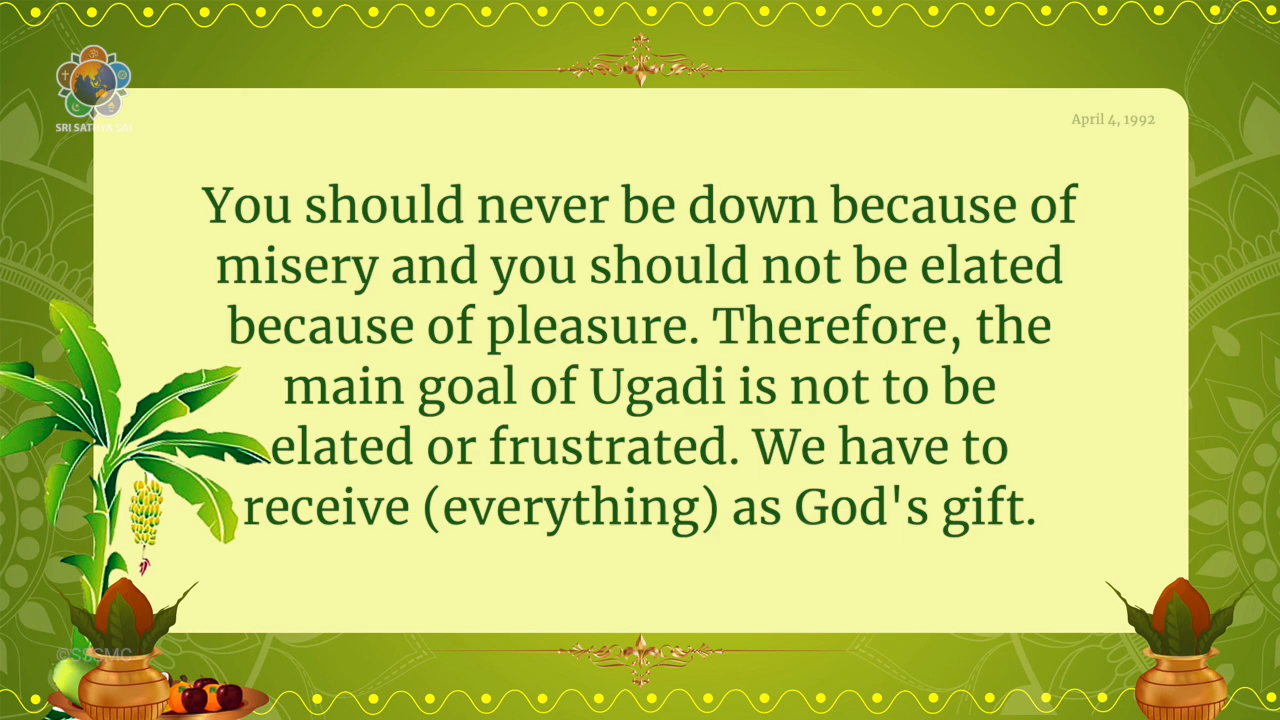 SRI SATHYA SAI
April 4, 1992
You should never be down because of
misery and you should not be elated
because of pleasure. Therefore, the
main goal of Ugadi is not to be
elated or frustrated. We have to
receive (everything) as God's gift.
©SSSMC